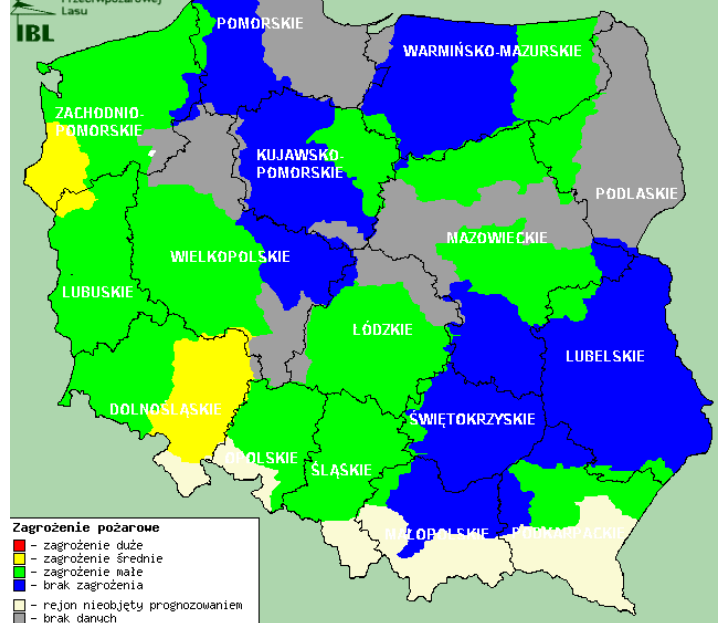 Przeciwpożarowej
Lasu
IBL
POMORSKIE
WARMIŃSKO-MAZURSKIE
ZACHODNIO-
POMORSKIE
KUJAWSKO-
POMORSKIE
PODLASKIE
MAZOWIECKIE
WIELKOPOLSKIE
LUBUSKIE
ŁÓDZKIE
LUBELSKIE
DOLNOŚLĄSKIE
ŚWIĘTOKRZYSKIE
OPOLSKIE
ŚLĄSKIE
MAŁOPOLSKIE
PODKARPACKIE
Zagrożenie pożarowe
- zagrożenie duże
- zagrożenie średnie
- zagrożenie małe
- brak zagrożenia
- rejon nieobjęty prognozowaniem
- brak danych